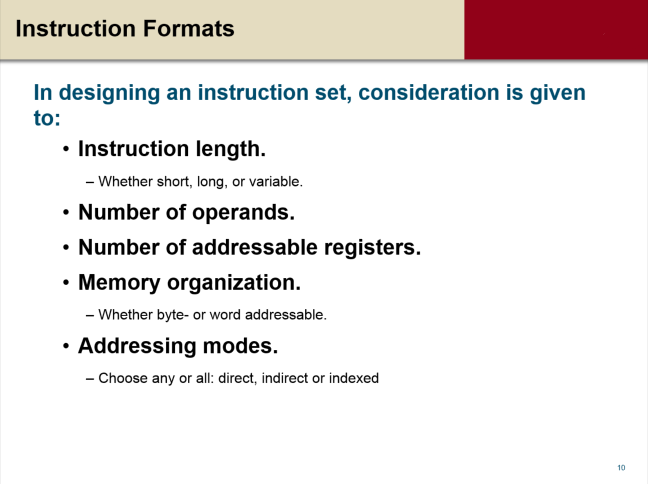 Instruction Formats
In designing an instruction set, consideration is given
to:
• Instruction length.
– Whether short, long, or variable.
• Number of operands.
• Number of addressable registers.
• Memory organization.
– Whether byte- or word addressable.
• Addressing modes.
– Choose any or all: direct, indirect or indexed
10